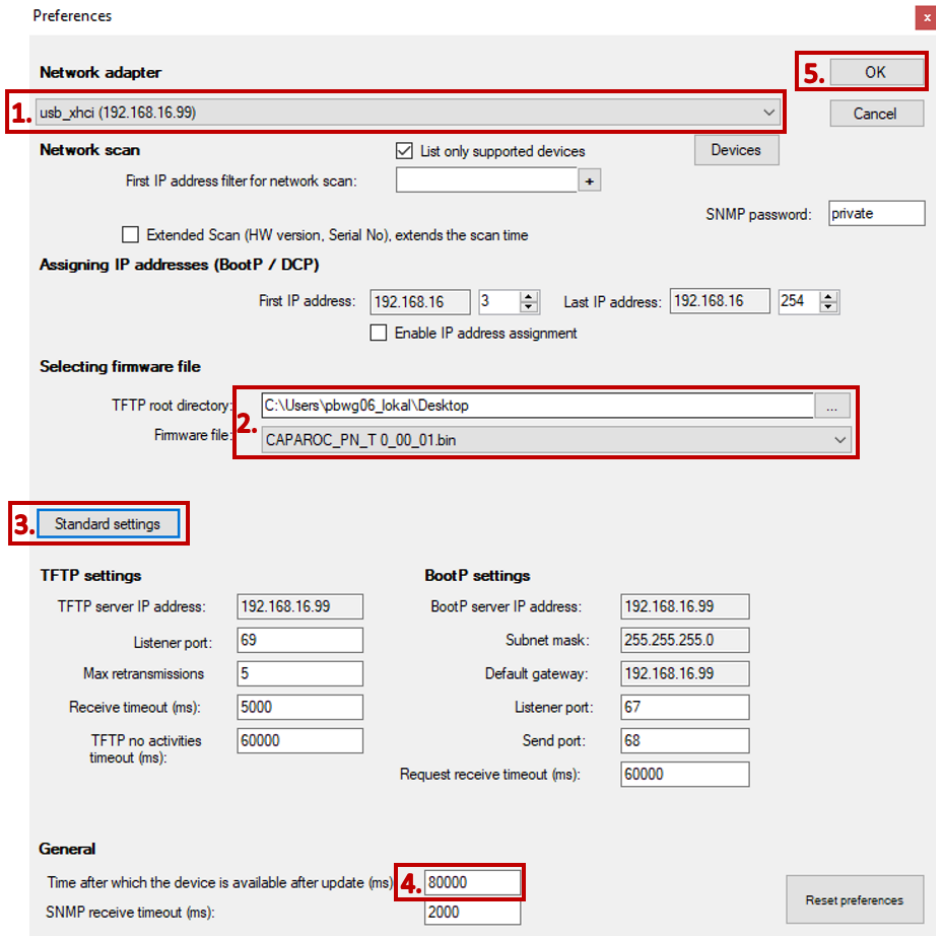 Preferences
x
Network adapter
5. OK
1. usb_xhci (192.168.16.99)
Cancel
Network scan
List only supported devices
Devices
First IP address filter for network scan:
+
SNMP password: private
Extended Scan (HW version, Serial No), extends the scan time
Assigning IP addresses (BootP / DCP)
First IP address: 192.168.16 3 Last IP address: 192.168.16 254
Enable IP address assignment
Selecting firmware file
TFTP root directory: C:\Users\pbwg06_lokal\Desktop ...
2.
Firmware file: CAPAROC_PN_T 0_00_01.bin
3. Standard settings
TFTP settings
TFTP server IP address: 192.168.16.99
Listener port: 69
Max retransmissions 5
Receive timeout (ms): 5000
TFTP no activities
timeout (ms): 60000
BootP settings
BootP server IP address: 192.168.16.99
Subnet mask: 255.255.255.0
Default gateway: 192.168.16.99
Listener port: 67
Send port: 68
Request receive timeout (ms): 60000
General
Time after which the device is available after update (ms) 4. 80000
SNMP receive timeout (ms): 2000
Reset preferences